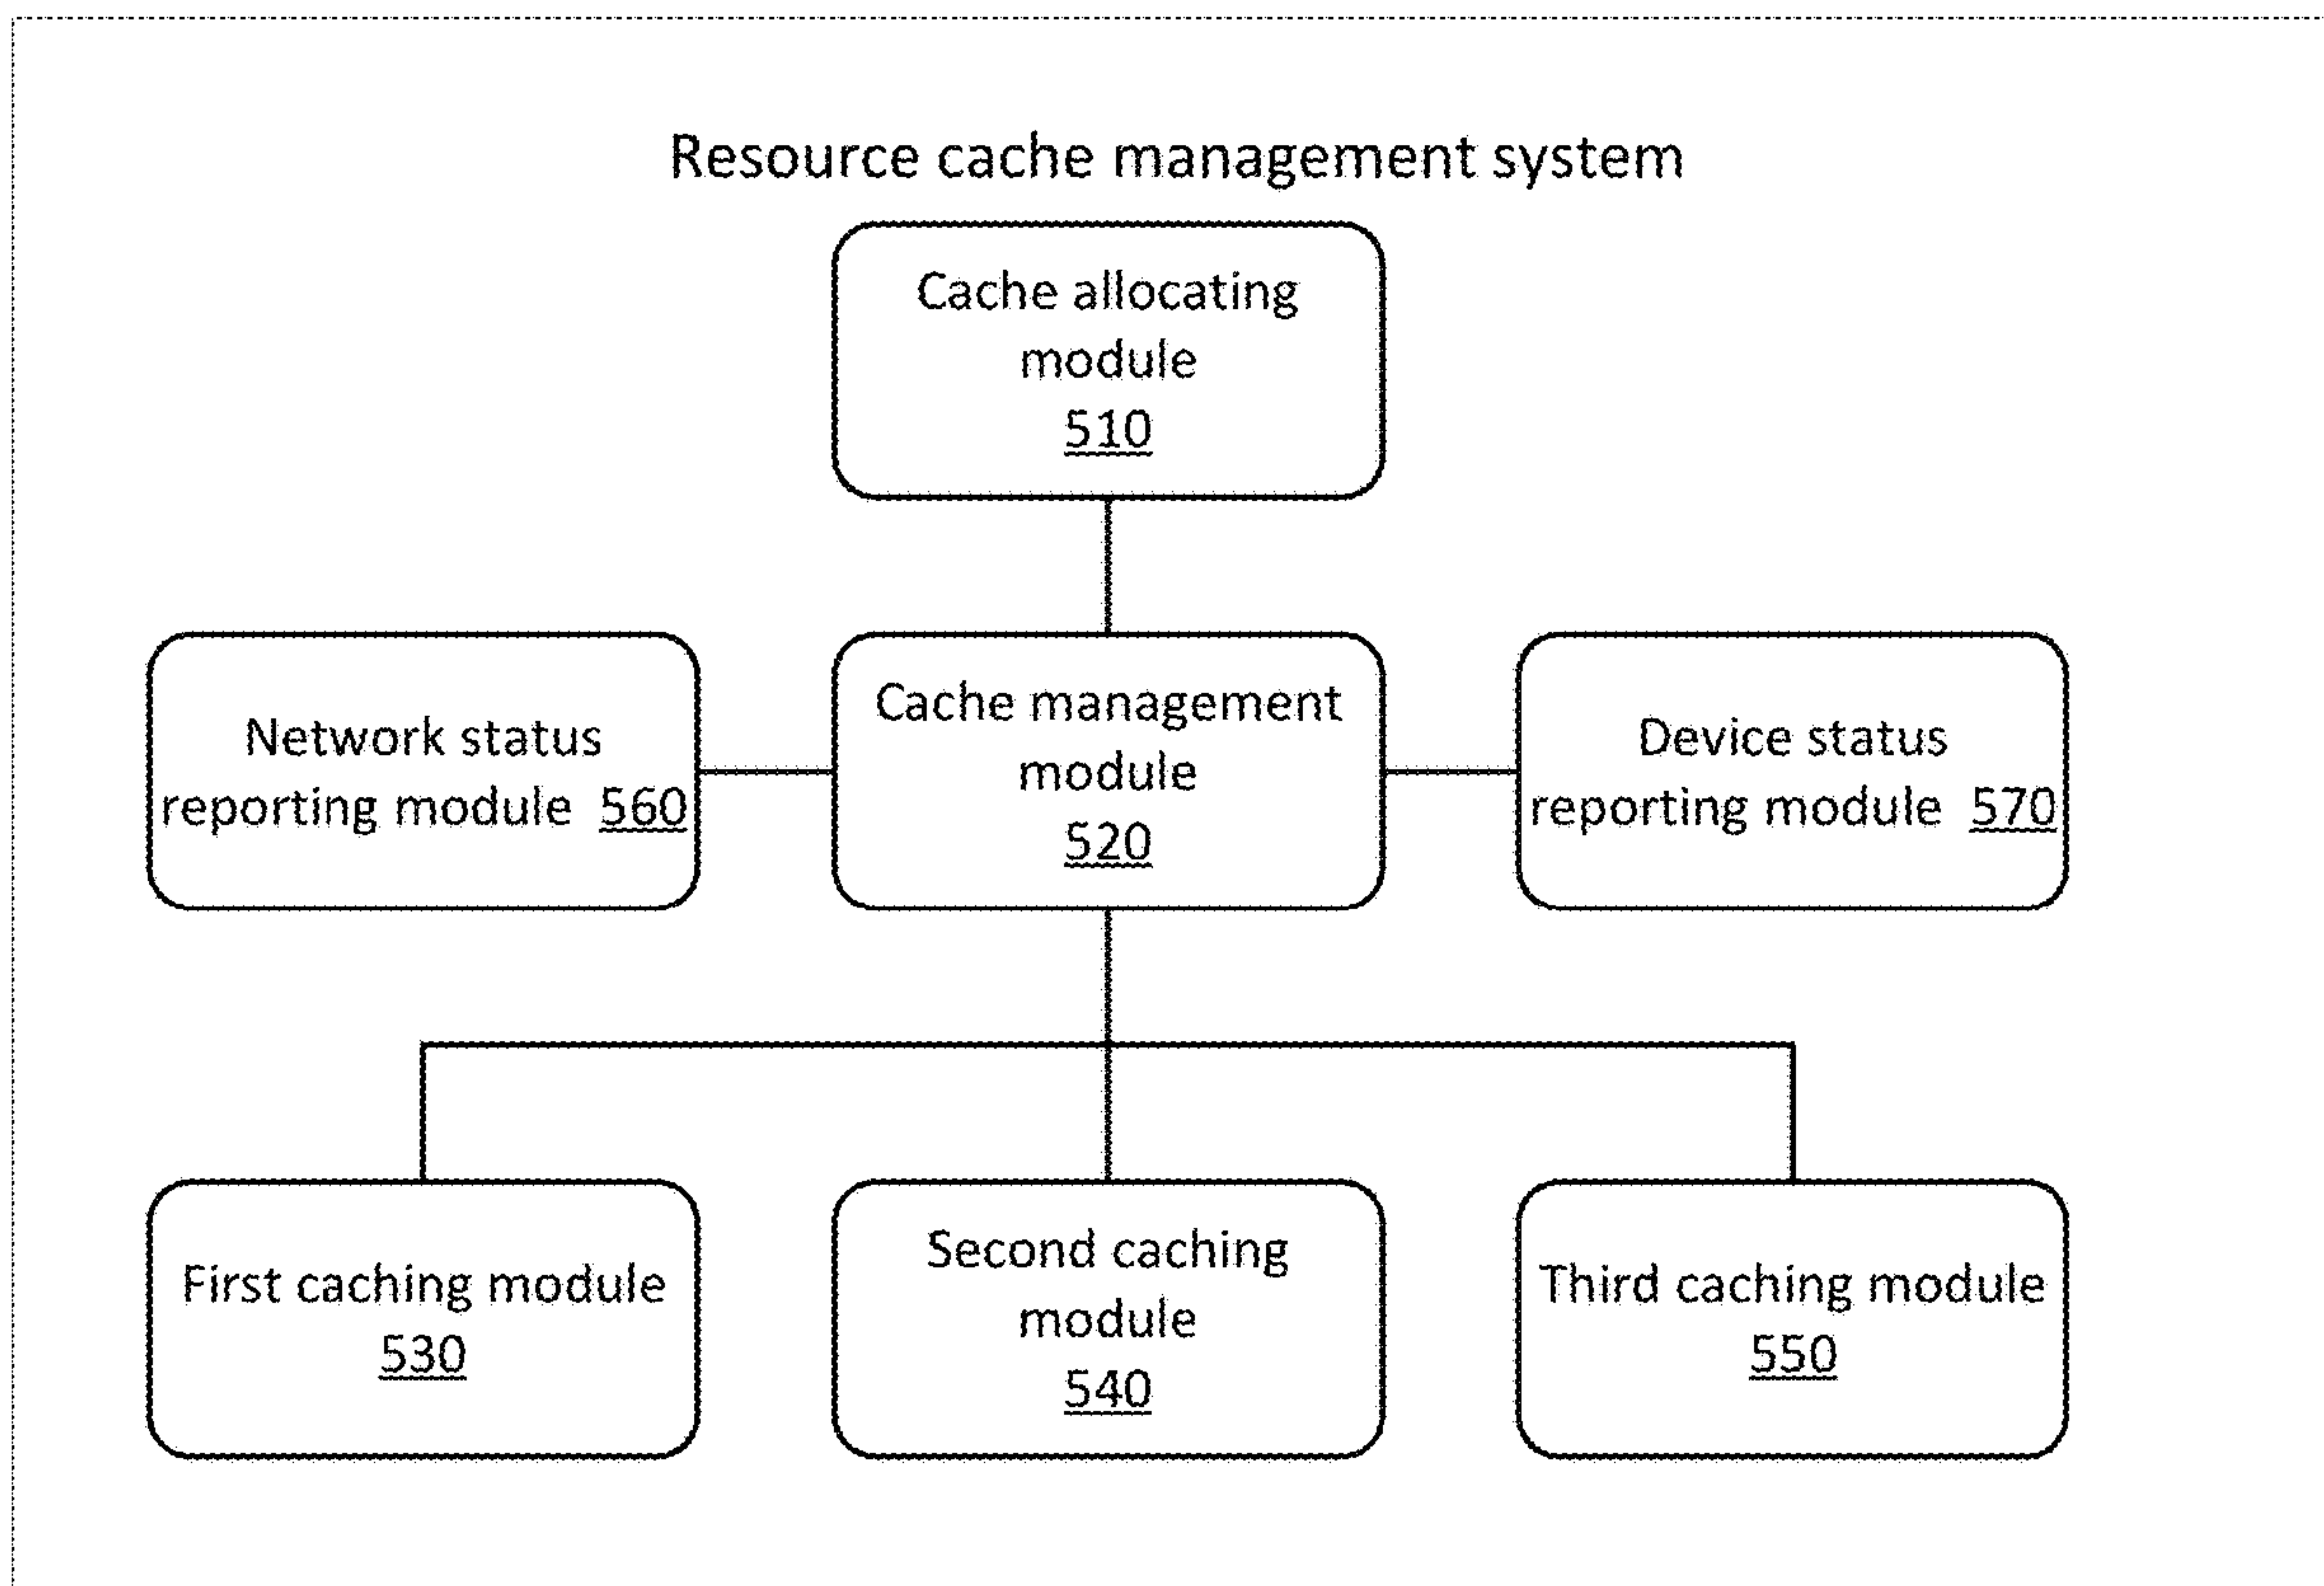 Resource cache management system
Cache allocating
module
510
Network status
reporting module 560
Cache management
module
520
Device status
reporting module 570
First caching module
530
Second caching
module
540
Third caching module
550